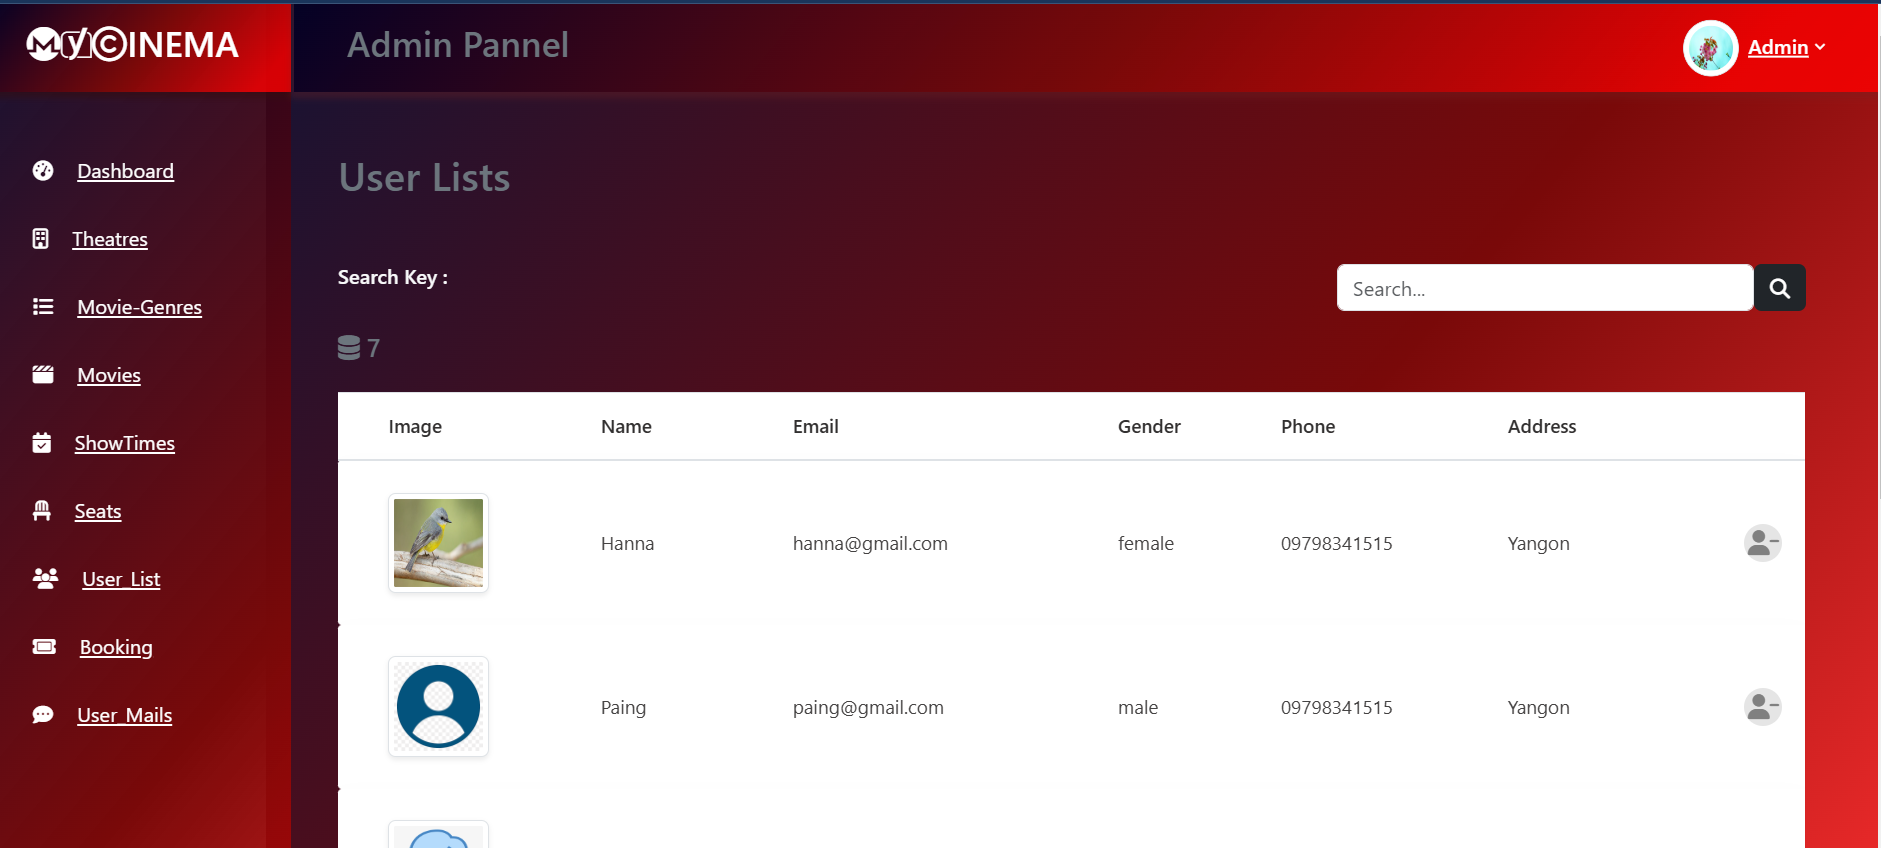 MyCINEMA
Admin Pannel
Admin
Dashboard
Theatres
Movie-Genres
Movies
ShowTimes
Seats
User_List
Booking
User_Mails
User Lists
Search Key :
Search...
7
Image Name Email Gender Phone Address
Hanna hanna@gmail.com female 09798341515 Yangon
Paing paing@gmail.com male 09798341515 Yangon